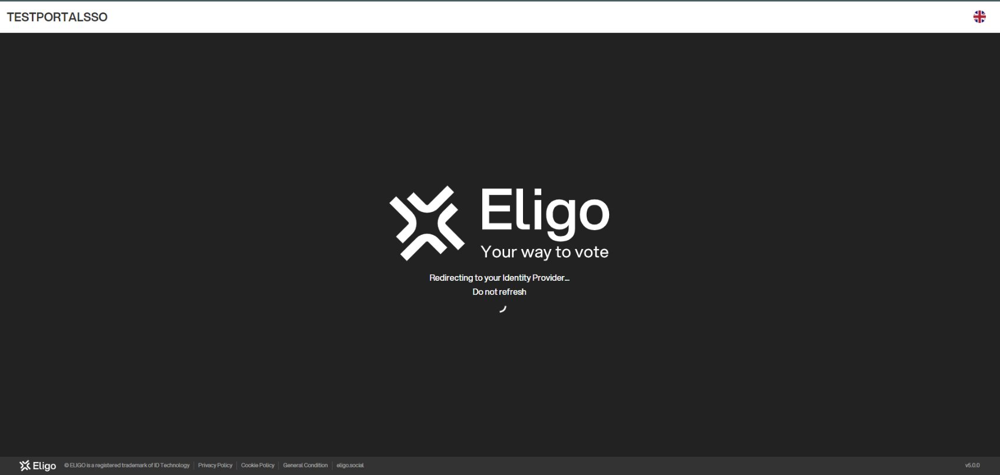 TESTPORTALSSO
Eligo
Your way to vote
Redirecting to your Identity Provider...
Do not refresh
Eligo © ELIGO is a registered trademark of ID Technology Privacy Policy Cookie Policy General Condition eligo.social v5.0.0